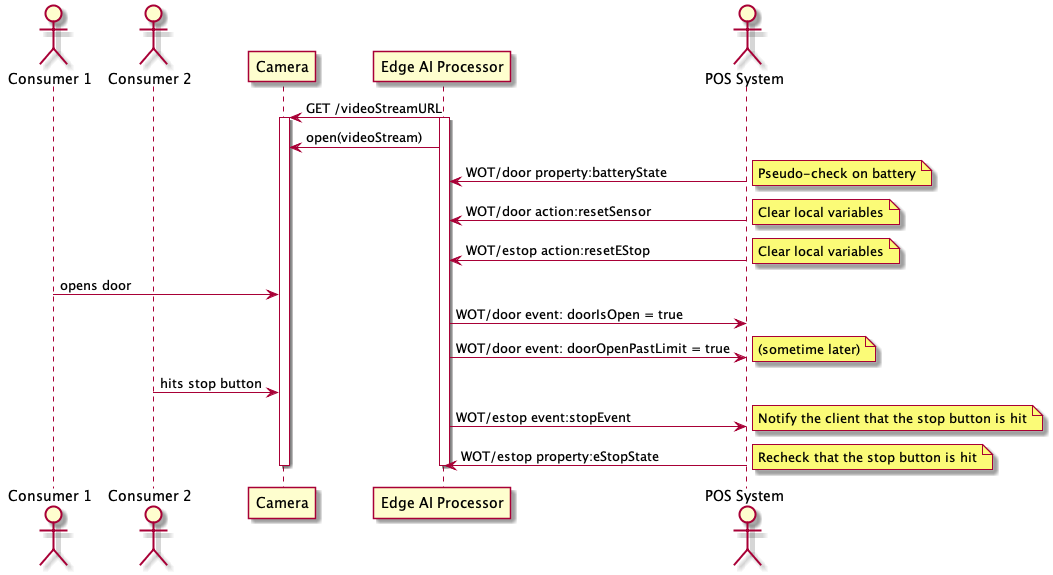 Consumer 1
Consumer 2
Camera
Edge AI Processor
POS System
GET /videoStreamURL
open(videoStream)
WOT/door property:batteryState
Pseudo-check on battery
WOT/door action:resetSensor
Clear local variables
WOT/estop action:resetEStop
Clear local variables
opens door
WOT/door event: doorIsOpen = true
WOT/door event: doorOpenPastLimit = true
(sometime later)
hits stop button
WOT/estop event:stopEvent
Notify the client that the stop button is hit
WOT/estop property:eStopState
Recheck that the stop button is hit
Consumer 1
Consumer 2
Camera
Edge AI Processor
POS System